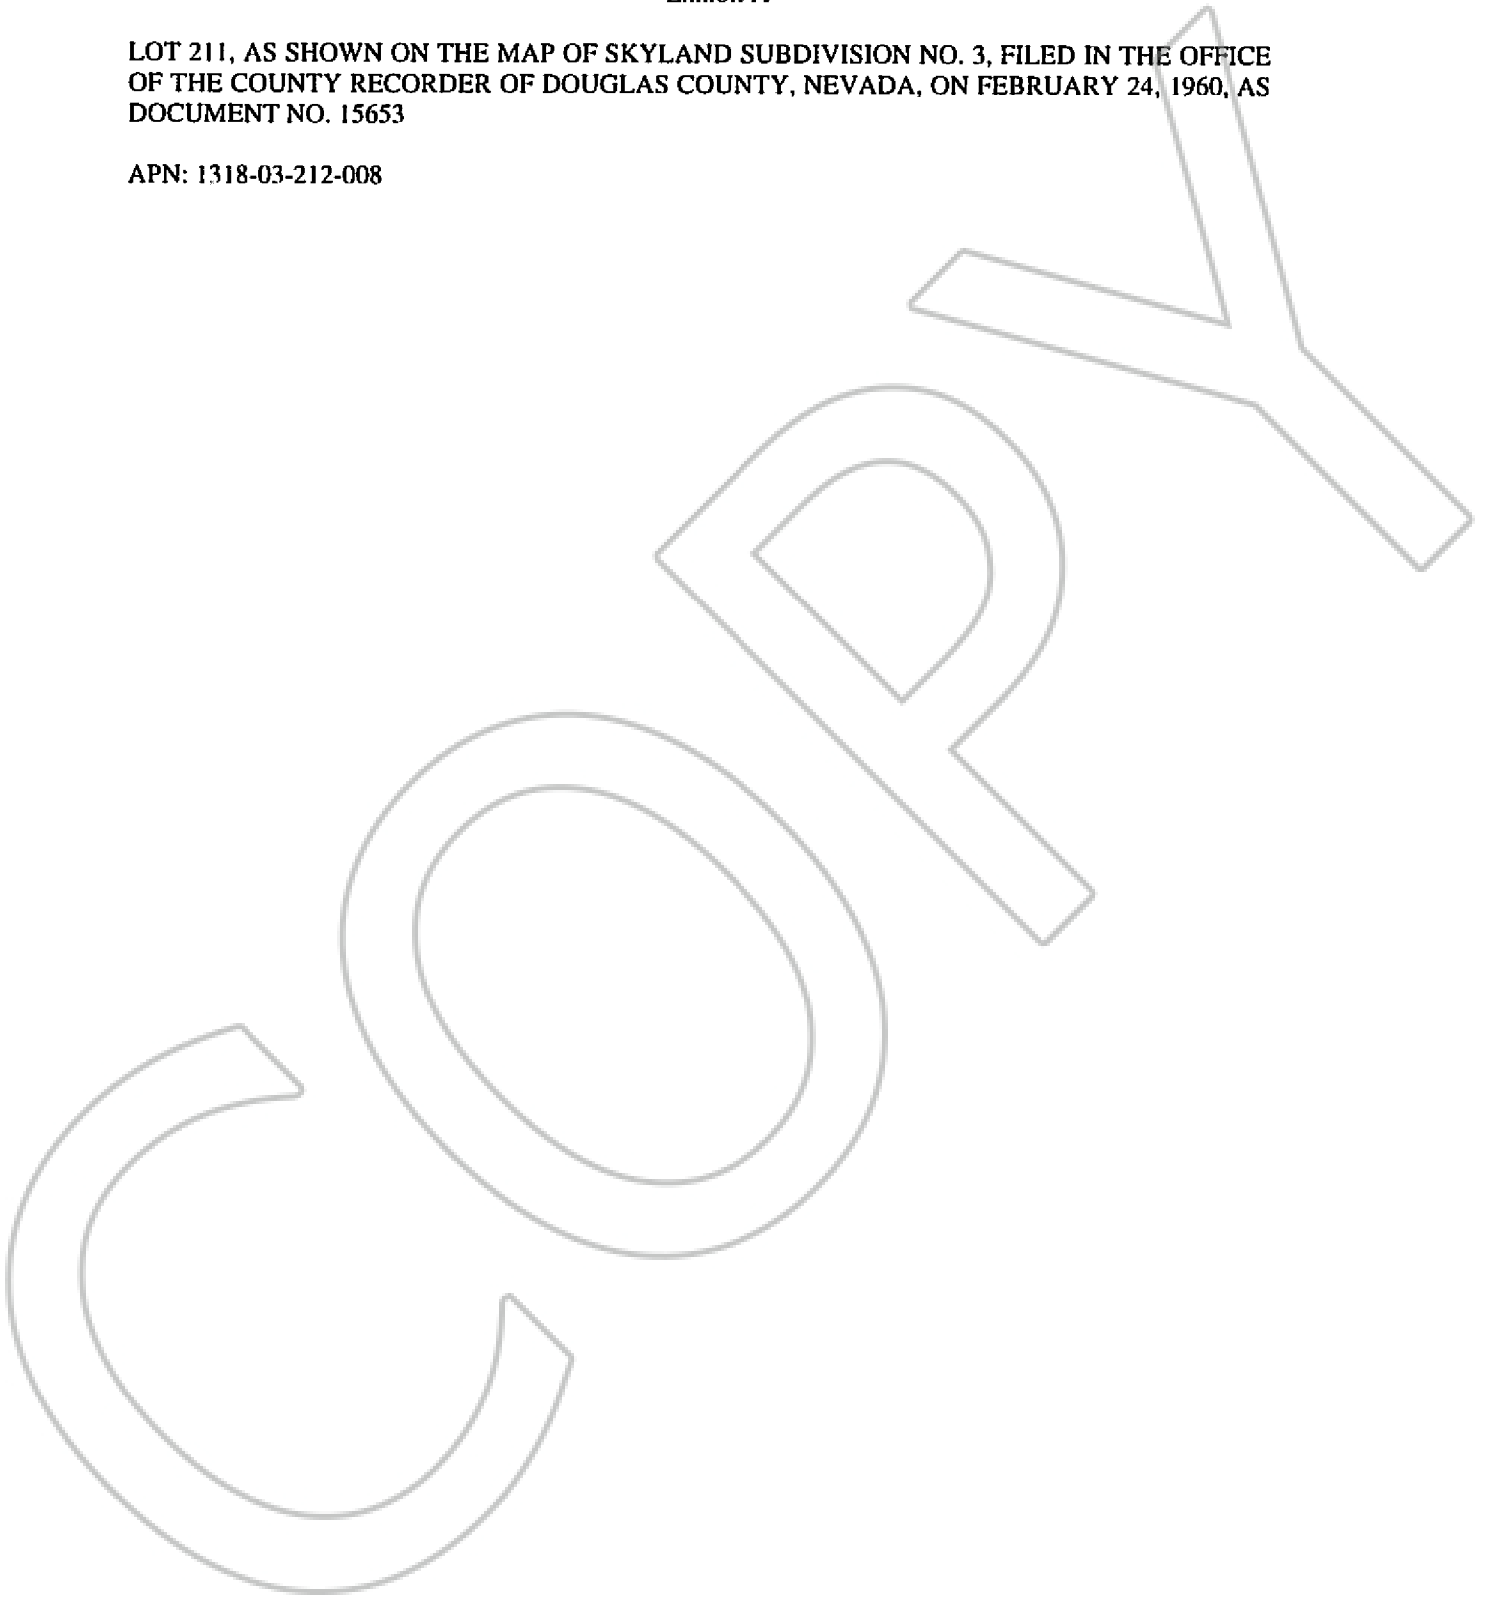 LOT 211, AS SHOWN ON THE MAP OF SKYLAND SUBDIVISION NO. 3, FILED IN THE OFFICE
OF THE COUNTY RECORDER OF DOUGLAS COUNTY, NEVADA, ON FEBRUARY 24, 1960, AS
DOCUMENT NO. 15653
APN: 1318-03-212-008
COPY